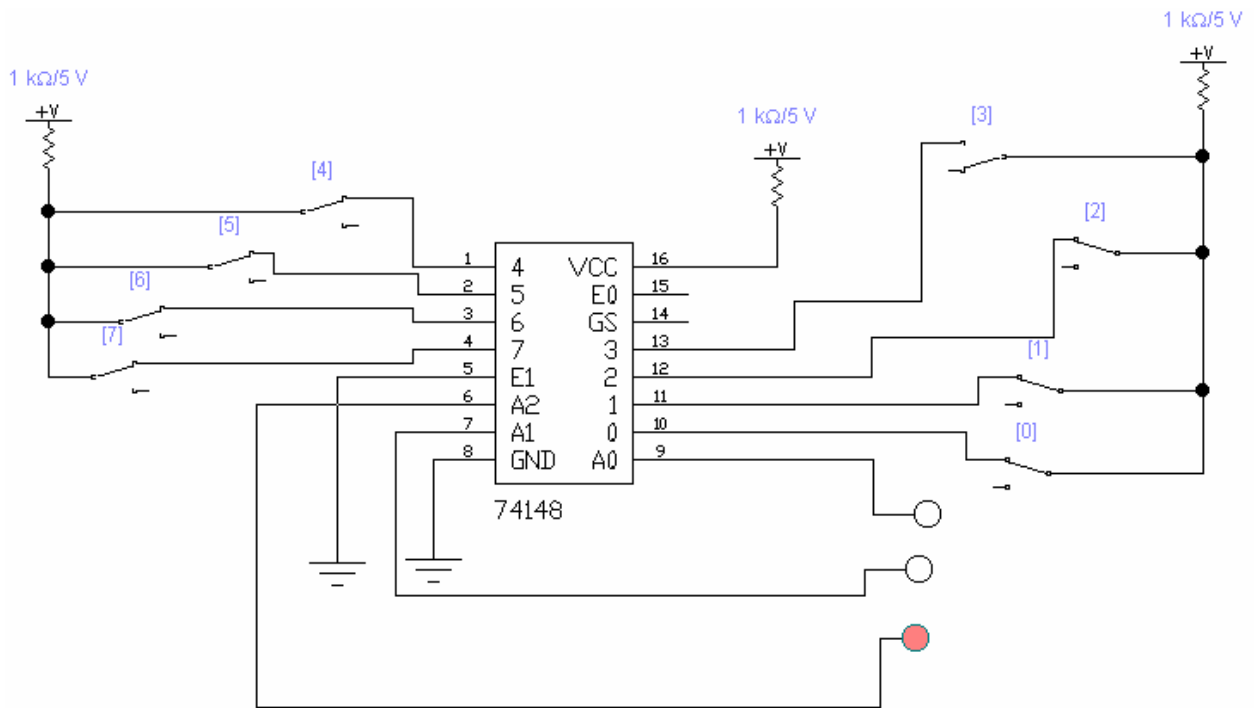 1 kΩ/5 V
+V
1 kΩ/5 V
+V
1 kΩ/5 V
+V
[3]
[4]
[5]
[2]
[6]
[7]
[1]
[0]
1 4 VCC 16
2 5 EO 15
3 6 GS 14
4 7 3 13
5 E1 2 12
6 A2 1 11
7 A1 0 10
8 GND A0 9
74148